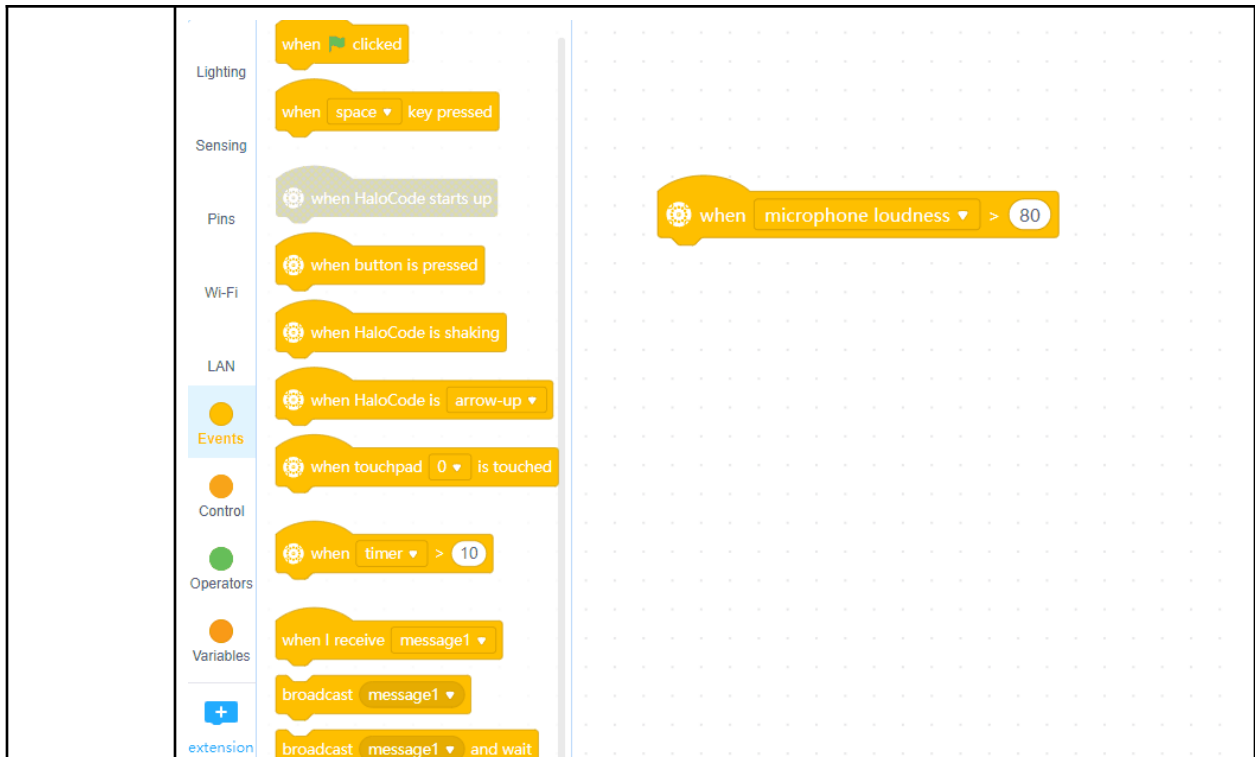 Lighting
Sensing
Pins
Wi-Fi
LAN
Events
Control
Operators
Variables
extension
when clicked
when space key pressed
when HaloCode starts up
when button is pressed
when HaloCode is shaking
when HaloCode is arrow-up
when touchpad 0 is touched
when timer > 10
when I receive message1
broadcast message1
broadcast message1 and wait
when microphone loudness > 80